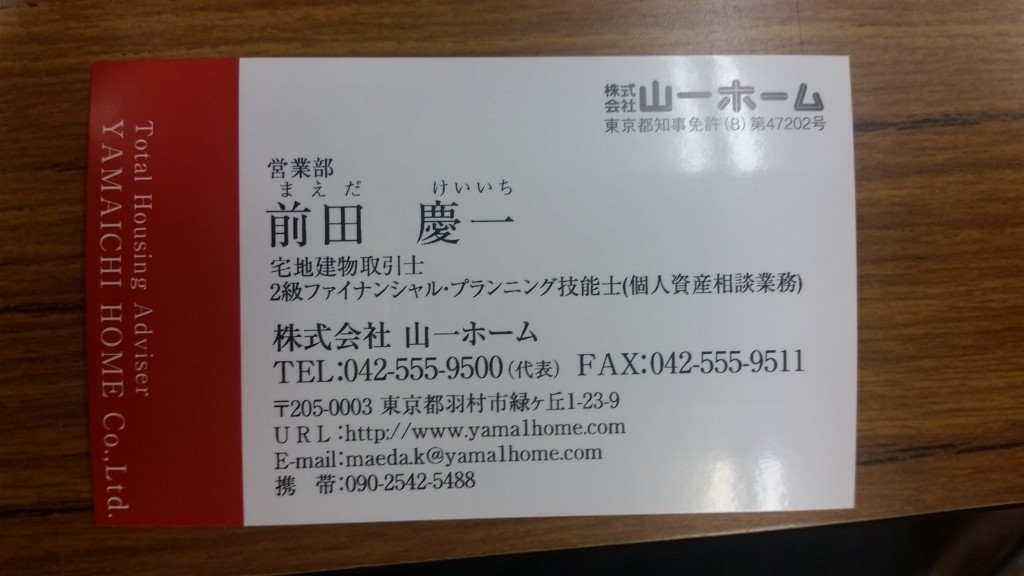 Total Housing Adviser
YAMAICHI HOME Co.,Ltd.
株式会社 山一ホーム
東京都知事免許(8)第47202号
営業部
まえだ けいいち
前田 慶一
宅地建物取引士
2級ファイナンシャル・プランニング技能士(個人資産相談業務)
株式会社 山一ホーム
TEL:042-555-9500(代表) FAX:042-555-9511
〒205-0003 東京都羽村市緑ヶ丘1-23-9
URL:http://www.yama1home.com
E-mail:maeda.k@yama1home.com
携 帯:090-2542-5488